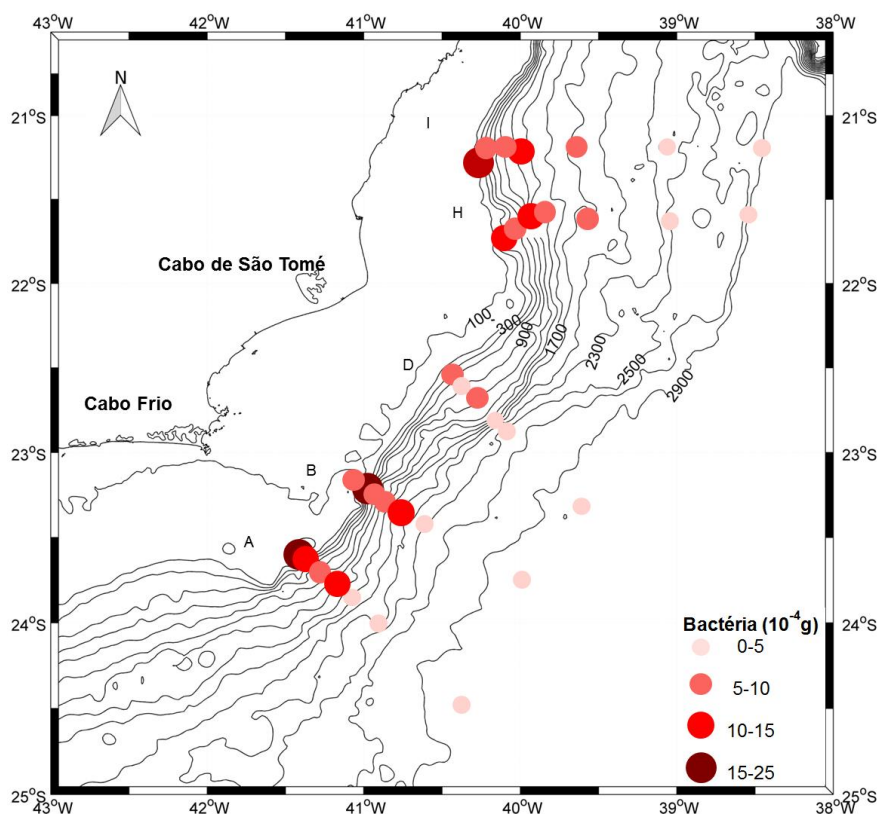 43°W 42°W 41°W 40°W 39°W 38°W
N
21°S 21°S
I
H
Cabo de São Tomé
22°S 22°S
100
300
900
1700
2300
2500
2900
D
Cabo Frio
23°S 23°S
B
A
24°S 24°S
Bactéria (10⁻⁴g)
0-5
5-10
10-15
15-25
25°S 25°S
43°W 42°W 41°W 40°W 39°W 38°W